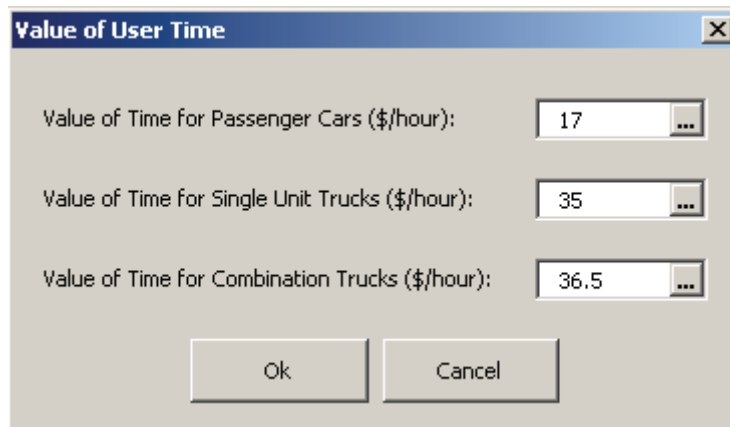 Value of User Time
Value of Time for Passenger Cars ($/hour): 17 ...
Value of Time for Single Unit Trucks ($/hour): 35 ...
Value of Time for Combination Trucks ($/hour): 36.5 ...
Ok Cancel